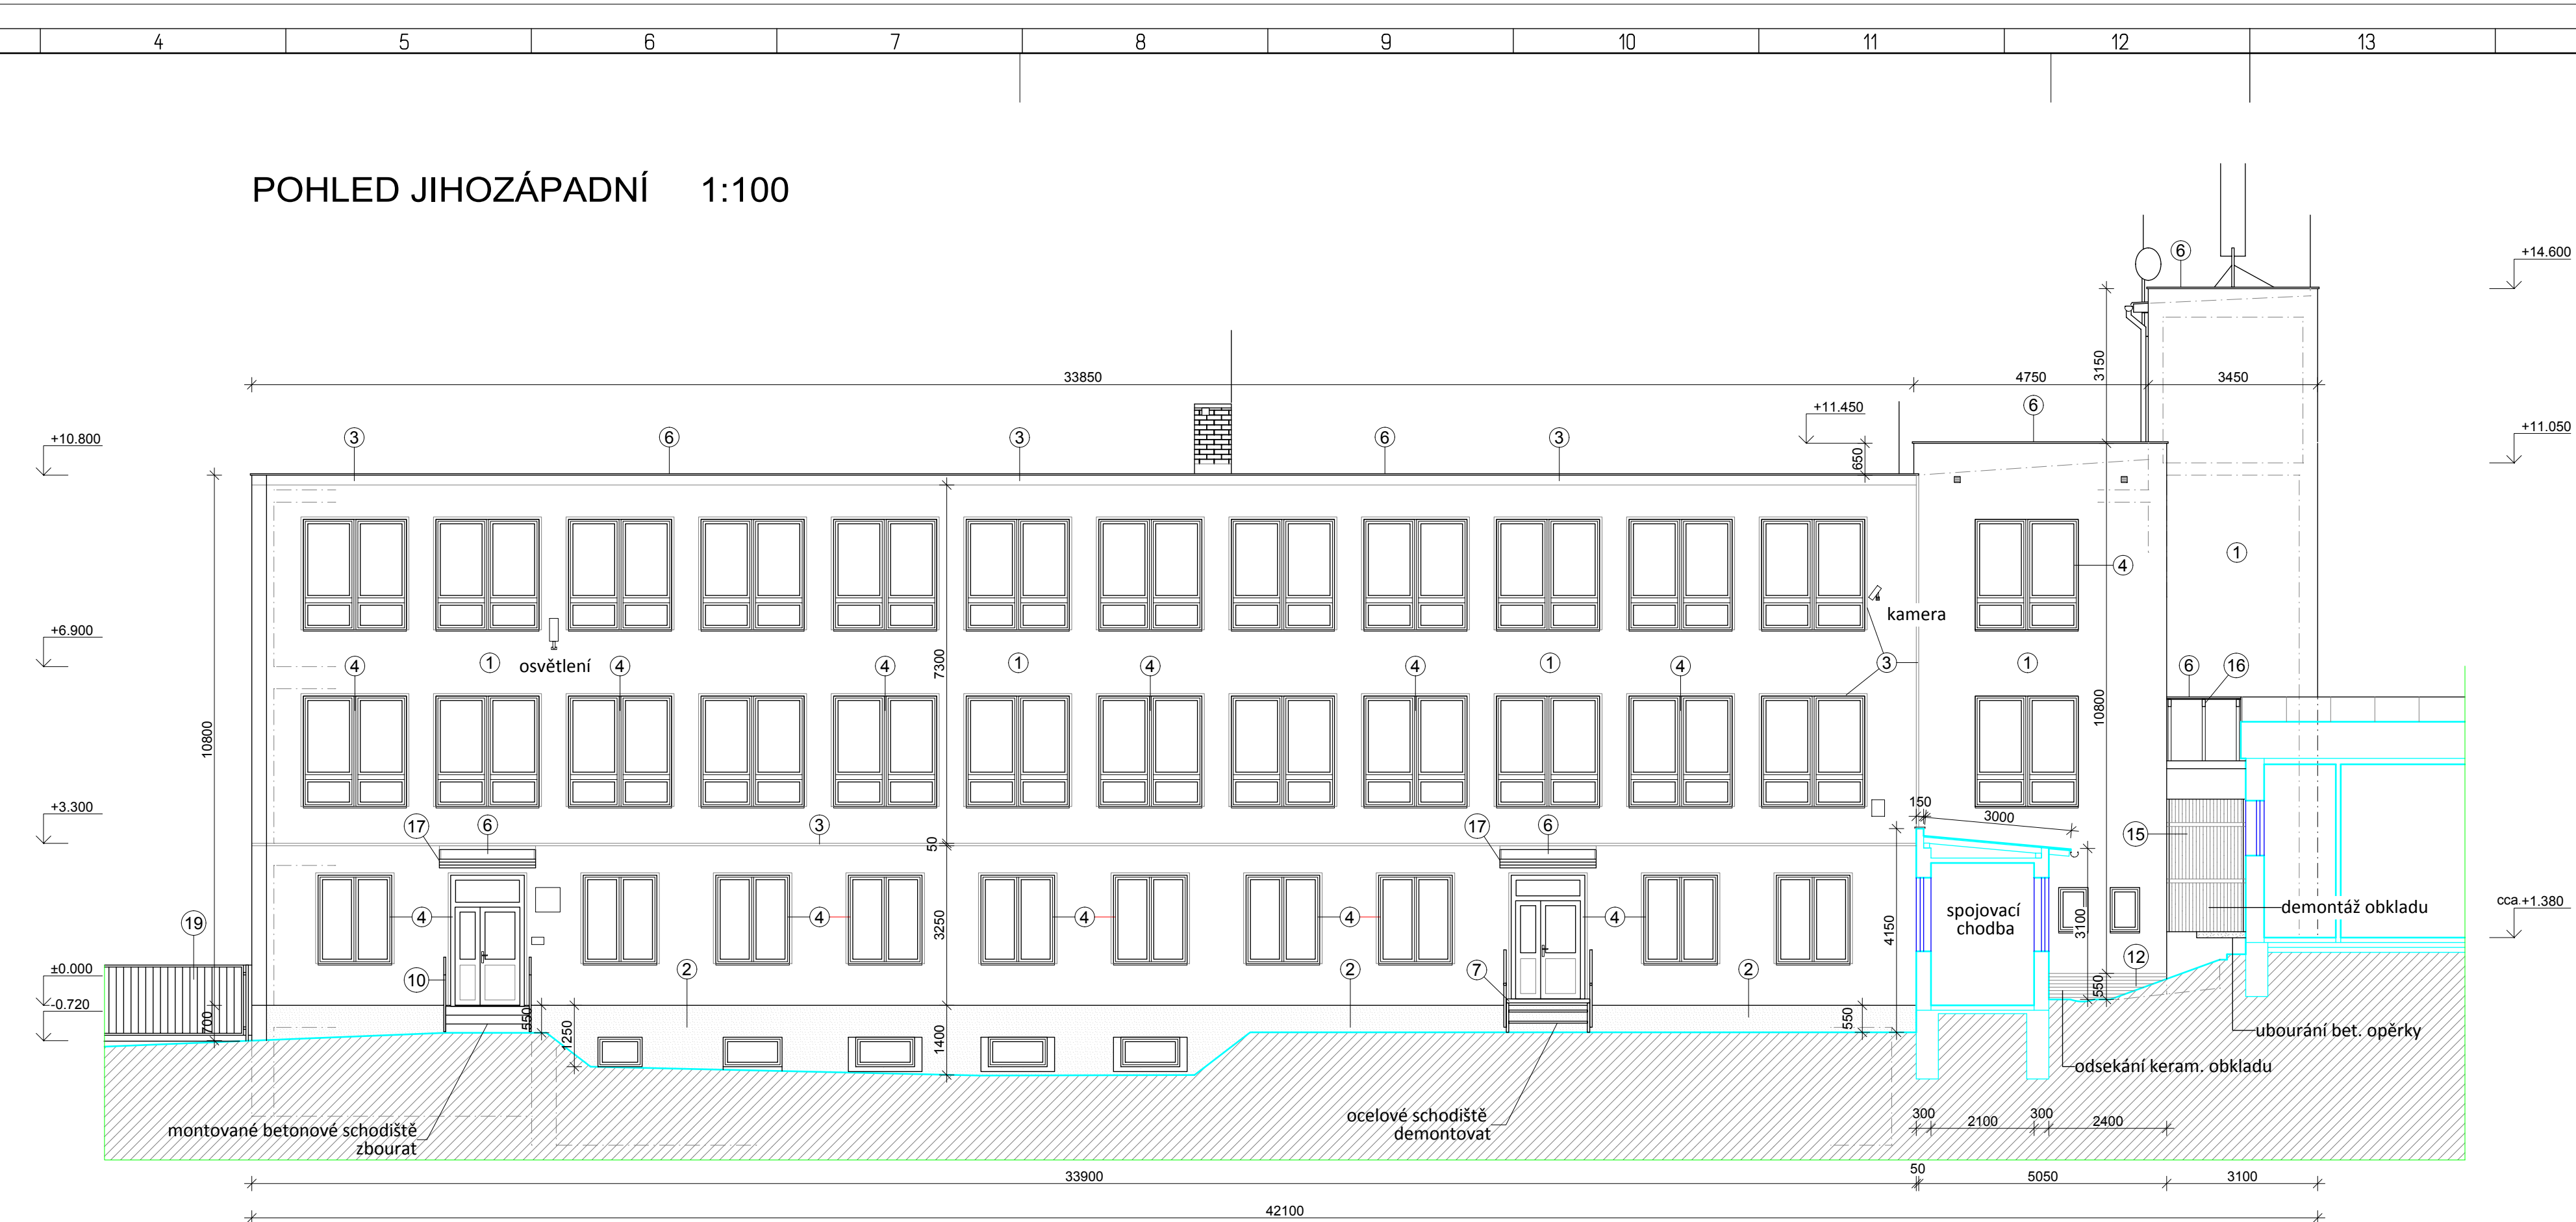 4 5 6 7 8 9 10 11 12 13
POHLED JIHOZÁPADNÍ 1:100
6
+14.600
3150
33850 4750 3450
+11.450 6
+10.800 3 6 3 6 3 +11.050
650
1
4
+6.900 kamera
4 1 osvětlení 4 4 1 4 4 1 4 3 1 6 16
7300
10800 10800
+3.300 150 3000
17 6 3 17 6 15
50
19 4 4 4 4 4 spojovací
chodba
demontáž obkladu cca.+1.380
3250 4150 3100
±0.000 10 2 2 7 2 12
-0.720
700 550 1250 1400 550 550
ubourání bet. opěrky
odsekání keram. obkladu
montované betonové schodiště
zbourat
ocelové schodiště
demontovat
300 2100 300 2400
33900 50 5050 3100
42100